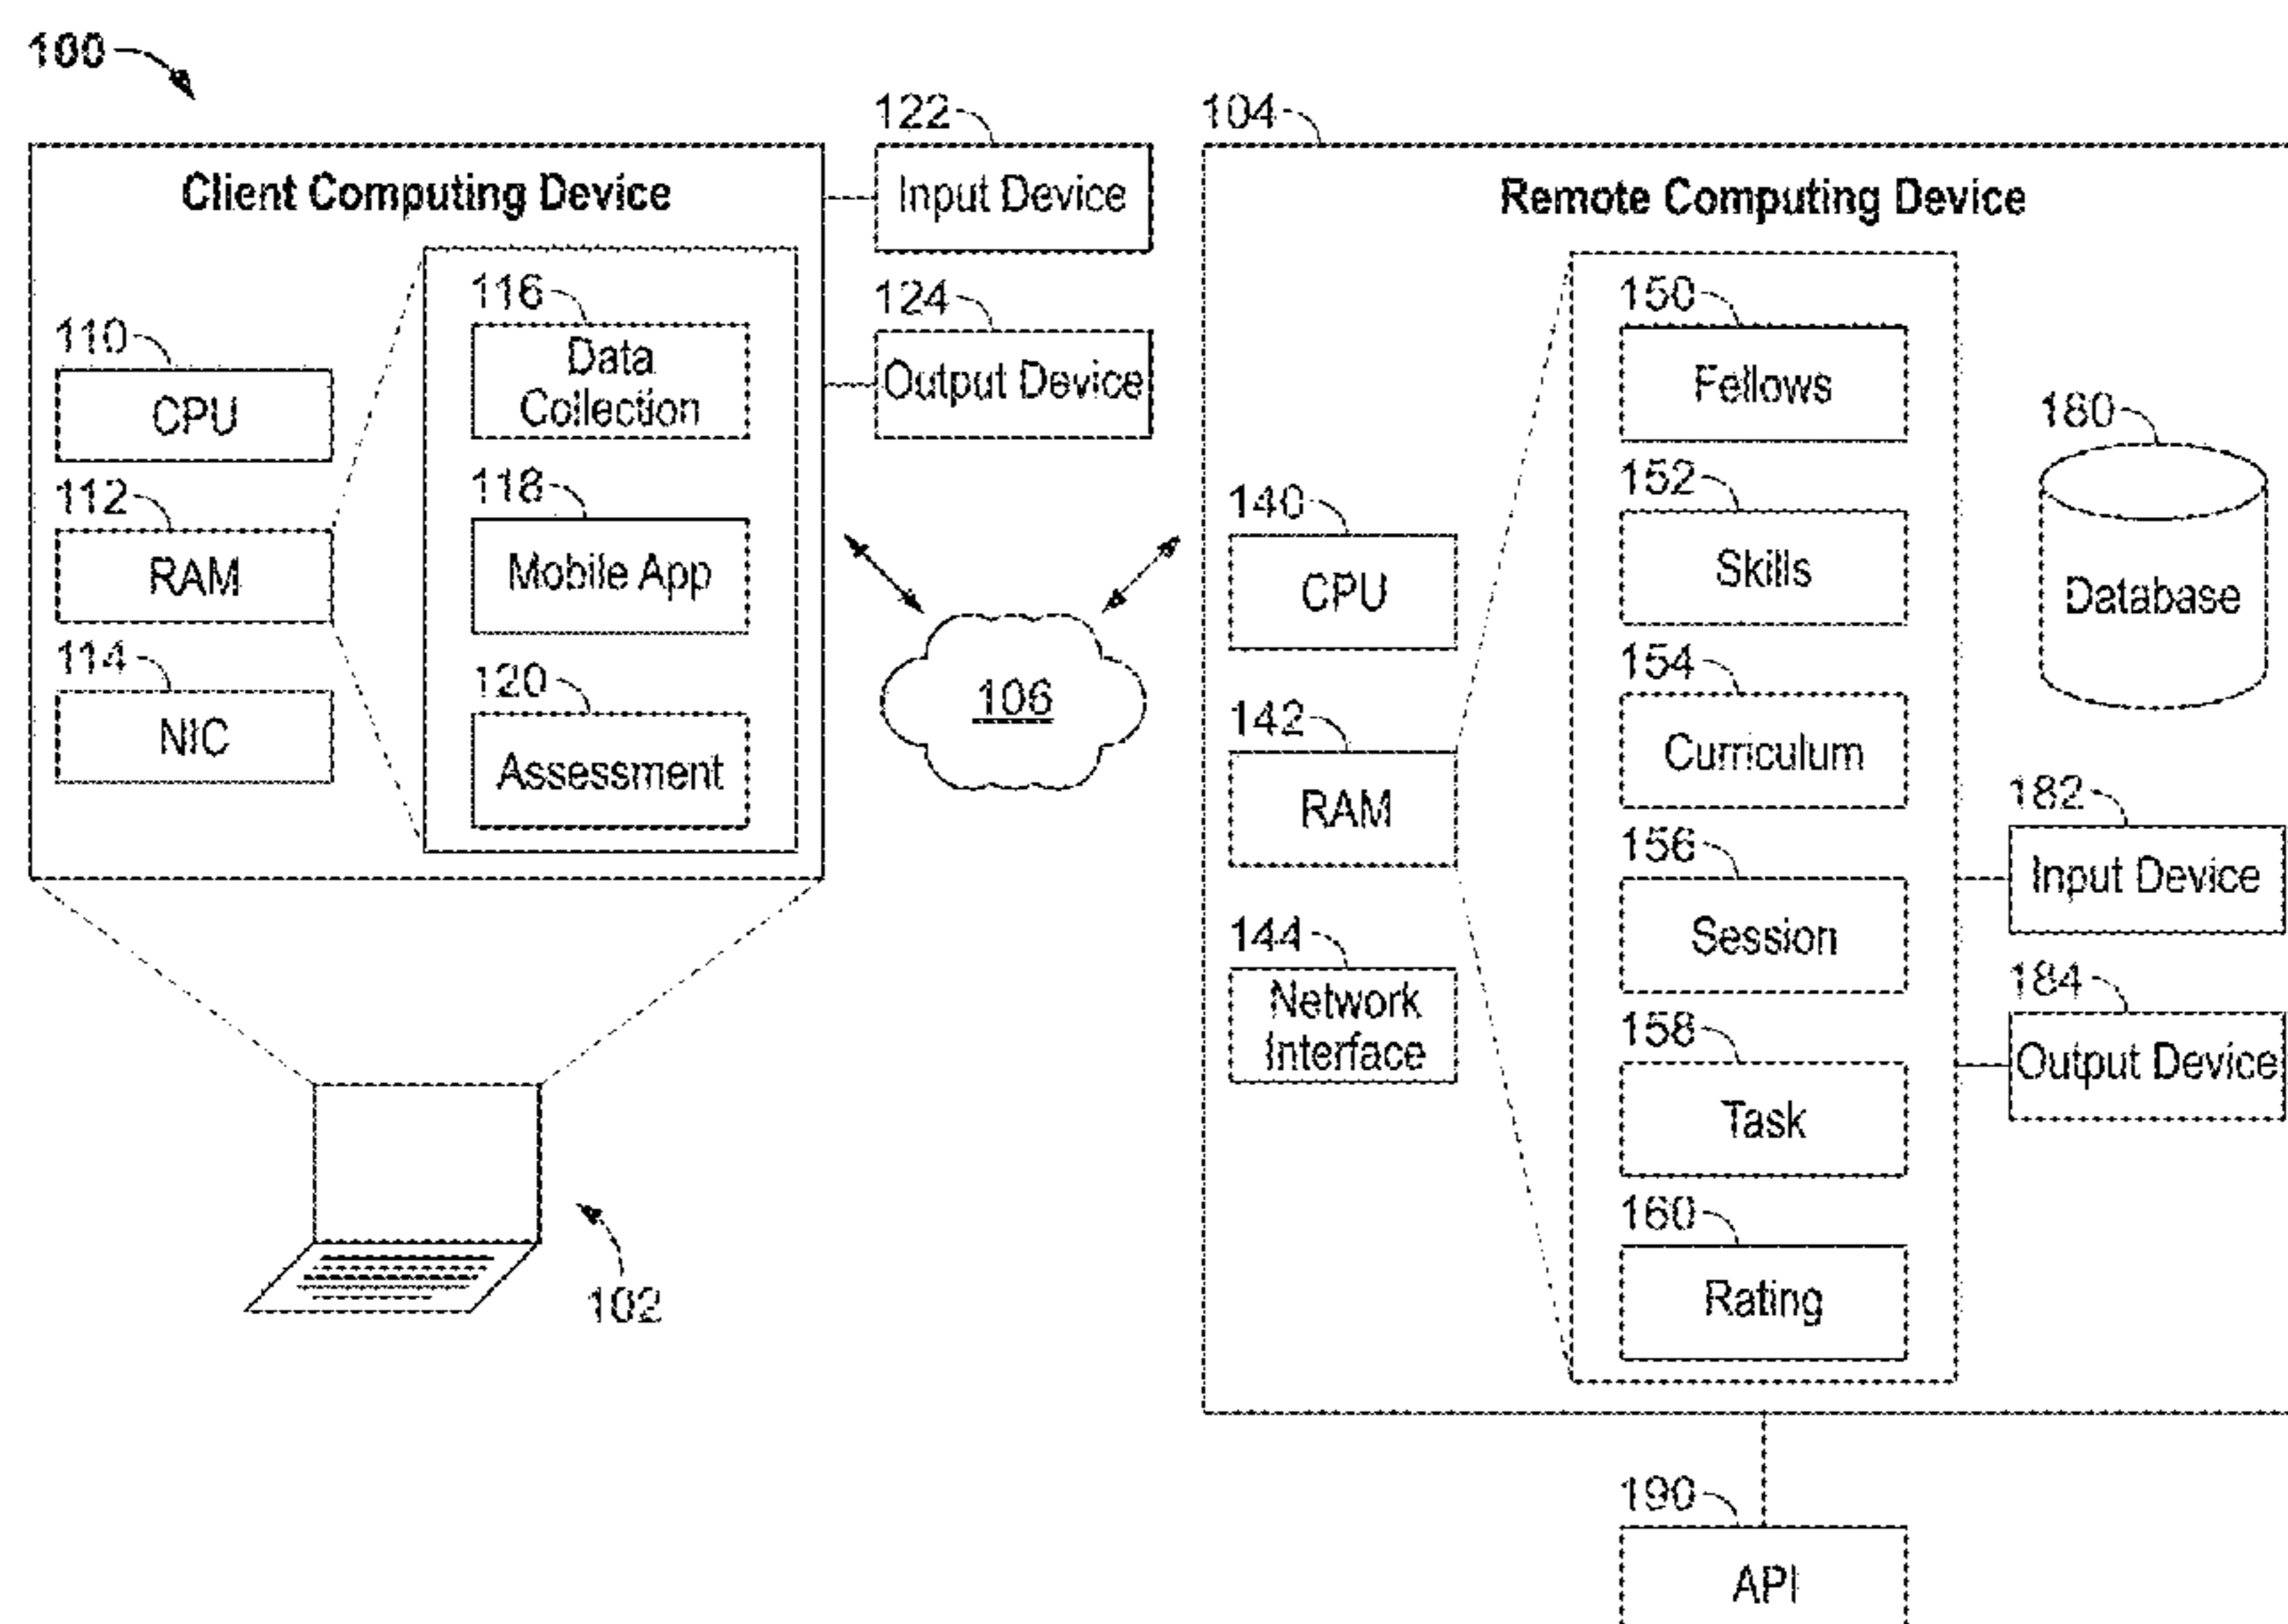 100
Client Computing Device
110
CPU
112
RAM
114
NIC
116
Data
Collection
118
Mobile App
120
Assessment
122
Input Device
124
Output Device
106
102
104
Remote Computing Device
140
CPU
142
RAM
144
Network
Interface
150
Fellows
152
Skills
154
Curriculum
156
Session
158
Task
160
Rating
180
Database
182
Input Device
184
Output Device
190
API